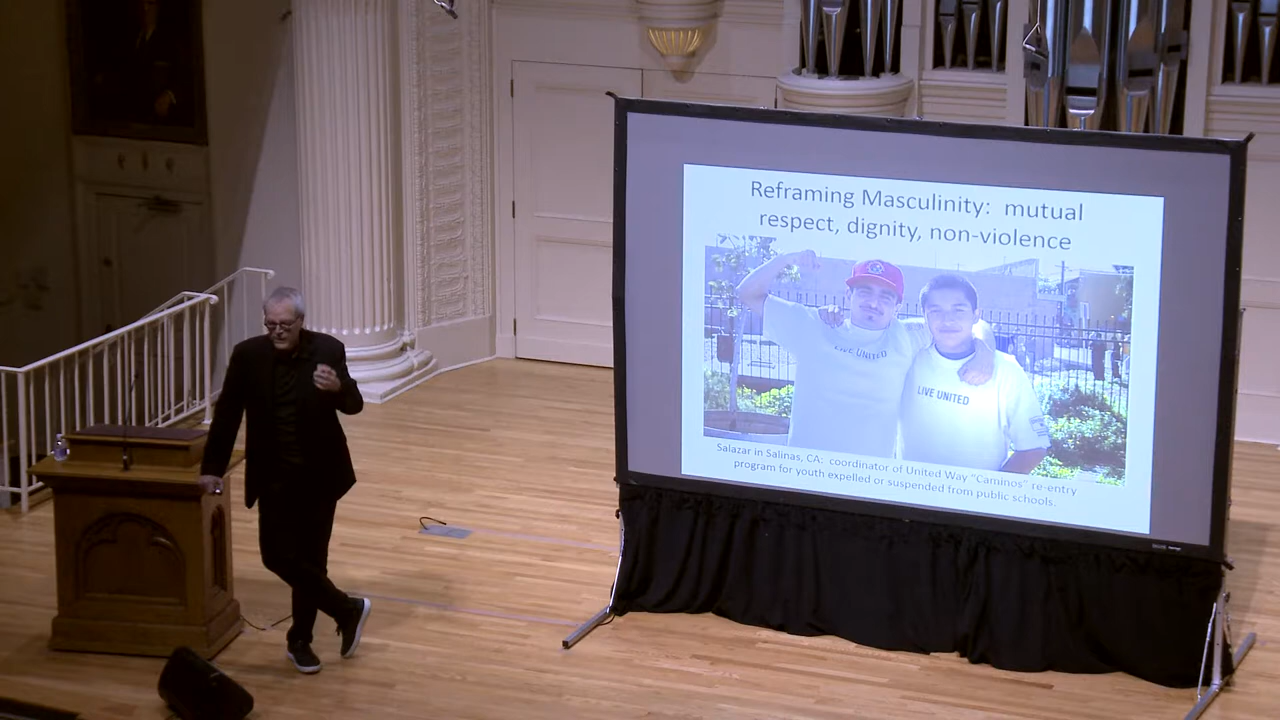 Reframing Masculinity: mutual
respect, dignity, non-violence
LIVE UNITED
LIVE UNITED
Salazar in Salinas, CA: coordinator of United Way "Caminos" re-entry
program for youth expelled or suspended from public schools.